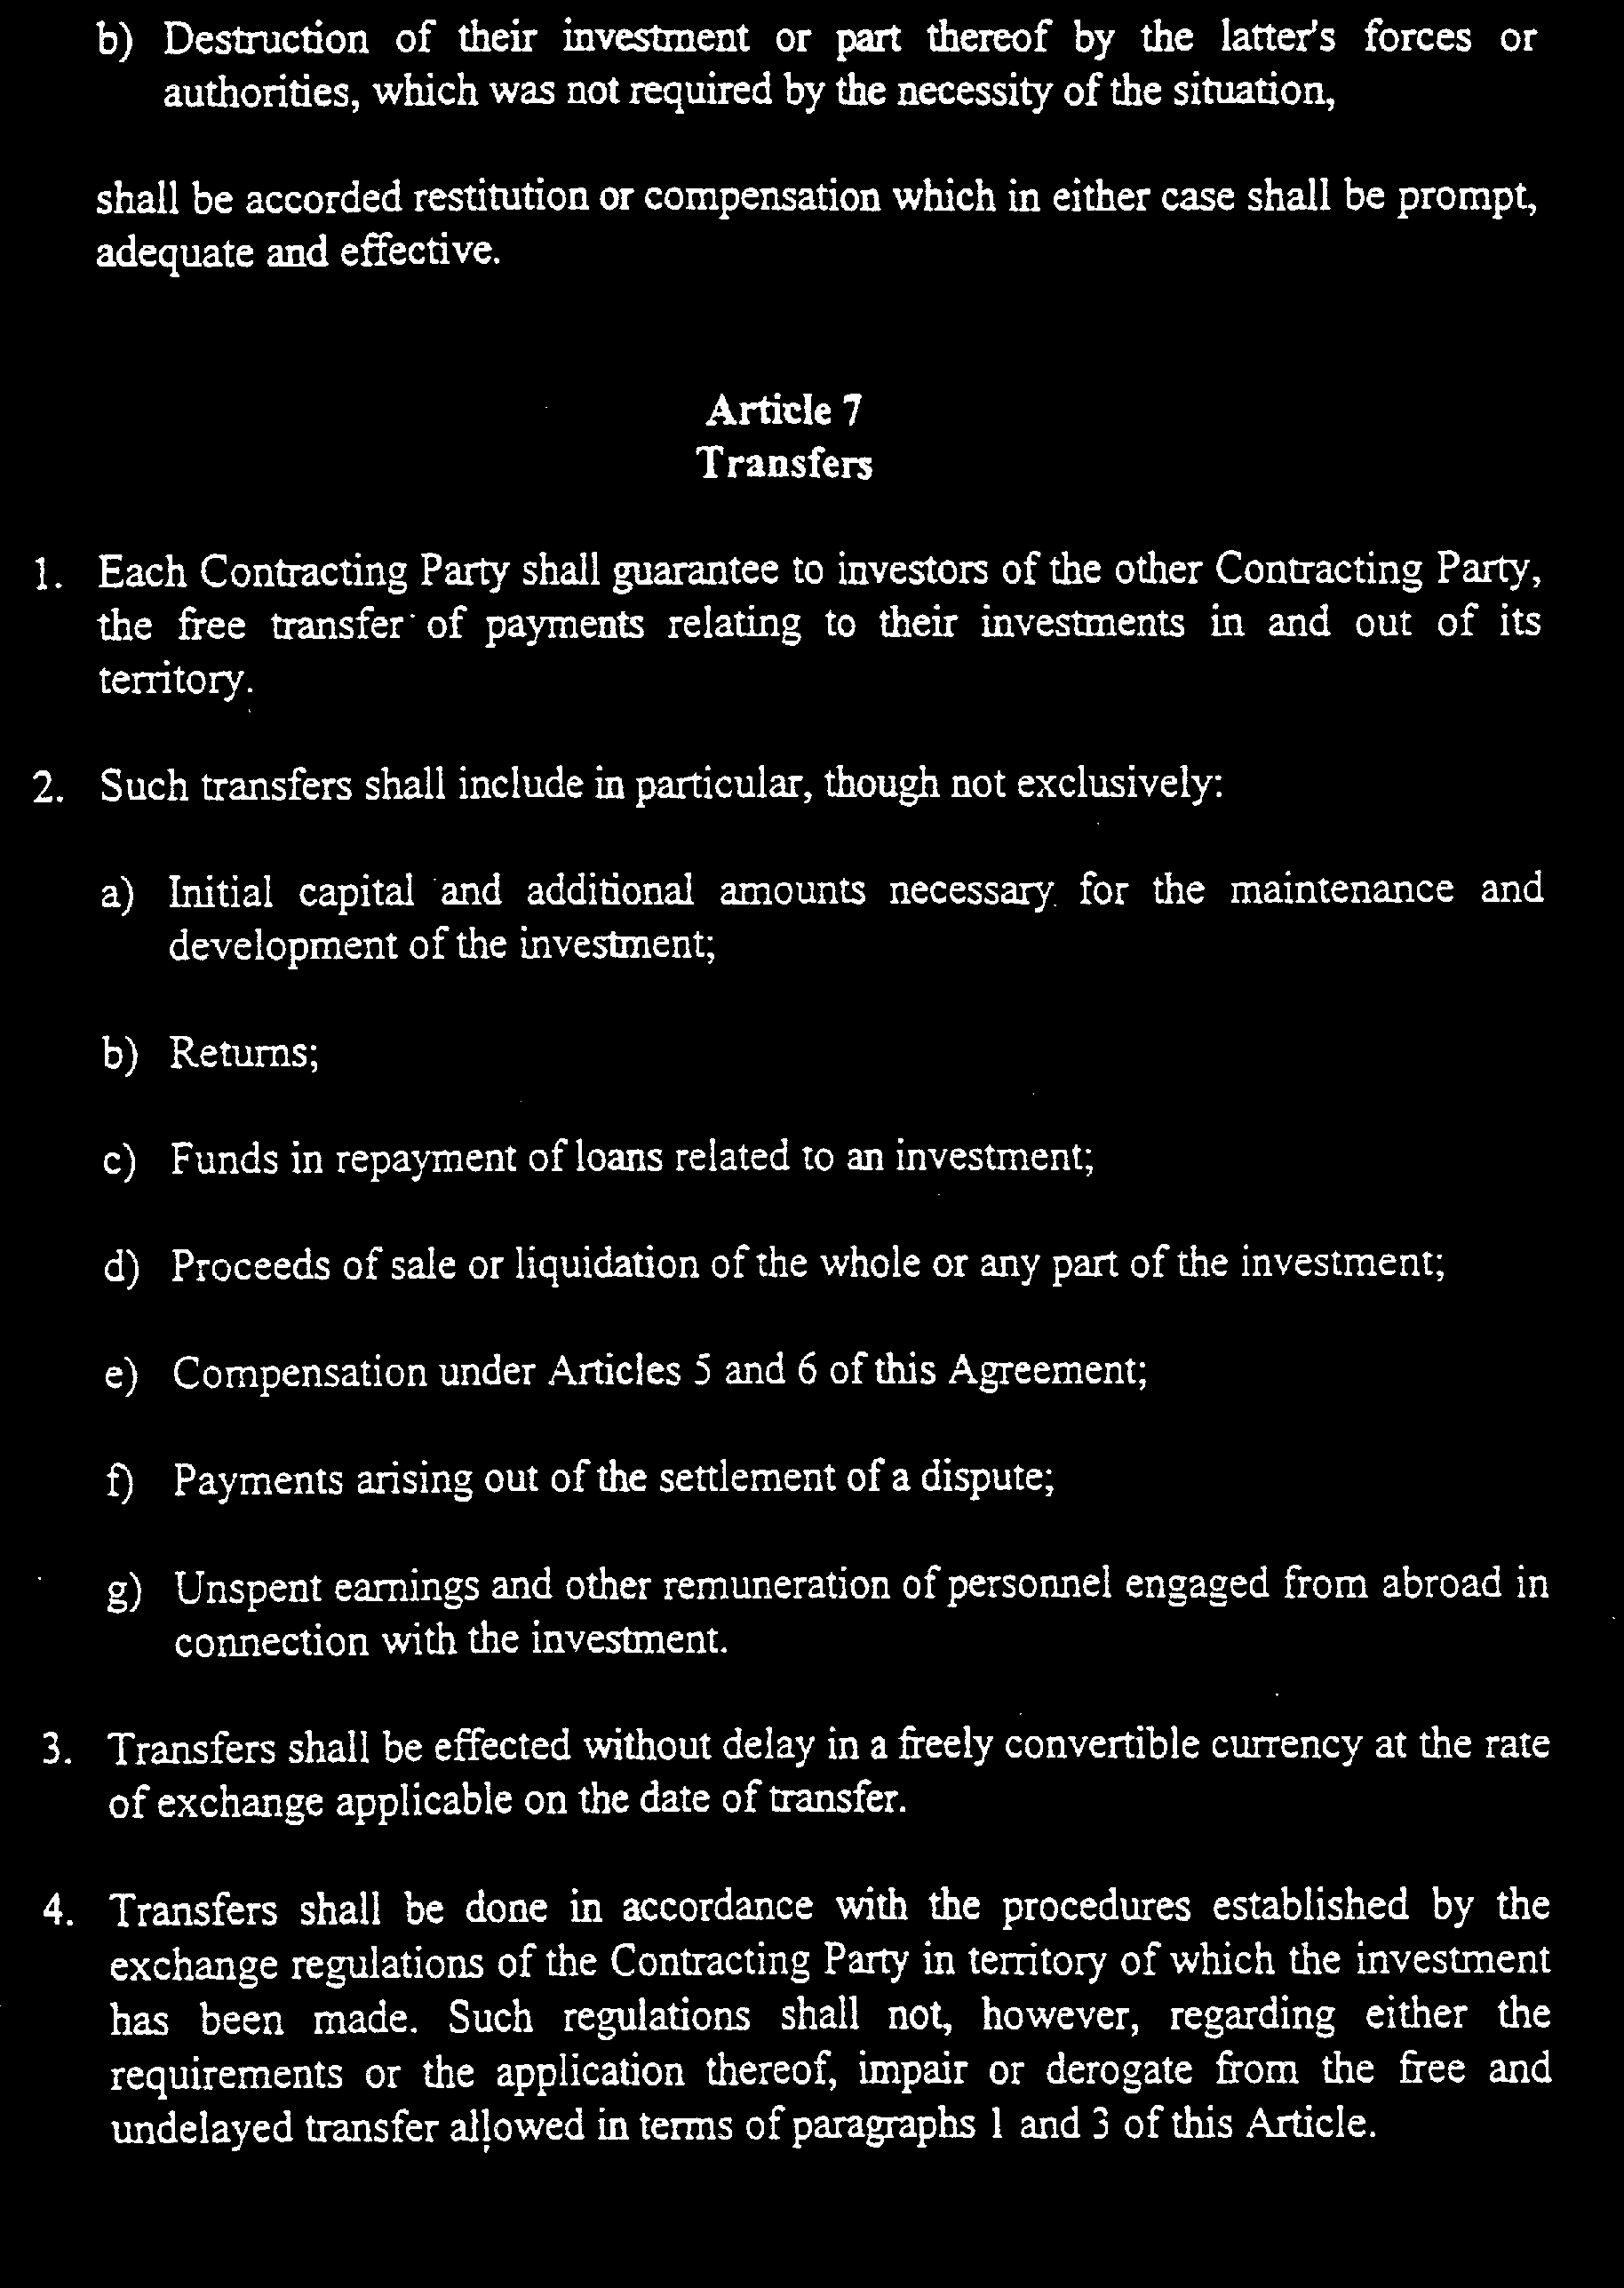 b) Destruction of their investment or part thereof by the latter's forces or
authorities, which was not required by the necessity of the situation,
shall be accorded restitution or compensation which in either case shall be prompt,
adequate and effective.
Article 7
Transfers
1. Each Contracting Party shall guarantee to investors of the other Contracting Party,
the free transfer of payments relating to their investments in and out of its
territory.
2. Such transfers shall include in particular, though not exclusively:
a) Initial capital and additional amounts necessary for the maintenance and
development of the investment;
b) Returns;
c) Funds in repayment of loans related to an investment;
d) Proceeds of sale or liquidation of the whole or any part of the investment;
e) Compensation under Articles 5 and 6 of this Agreement;
f) Payments arising out of the settlement of a dispute;
g) Unspent earnings and other remuneration of personnel engaged from abroad in
connection with the investment.
3. Transfers shall be effected without delay in a freely convertible currency at the rate
of exchange applicable on the date of transfer.
4. Transfers shall be done in accordance with the procedures established by the
exchange regulations of the Contracting Party in territory of which the investment
has been made. Such regulations shall not, however, regarding either the
requirements or the application thereof, impair or derogate from the free and
undelayed transfer allowed in terms of paragraphs 1 and 3 of this Article.